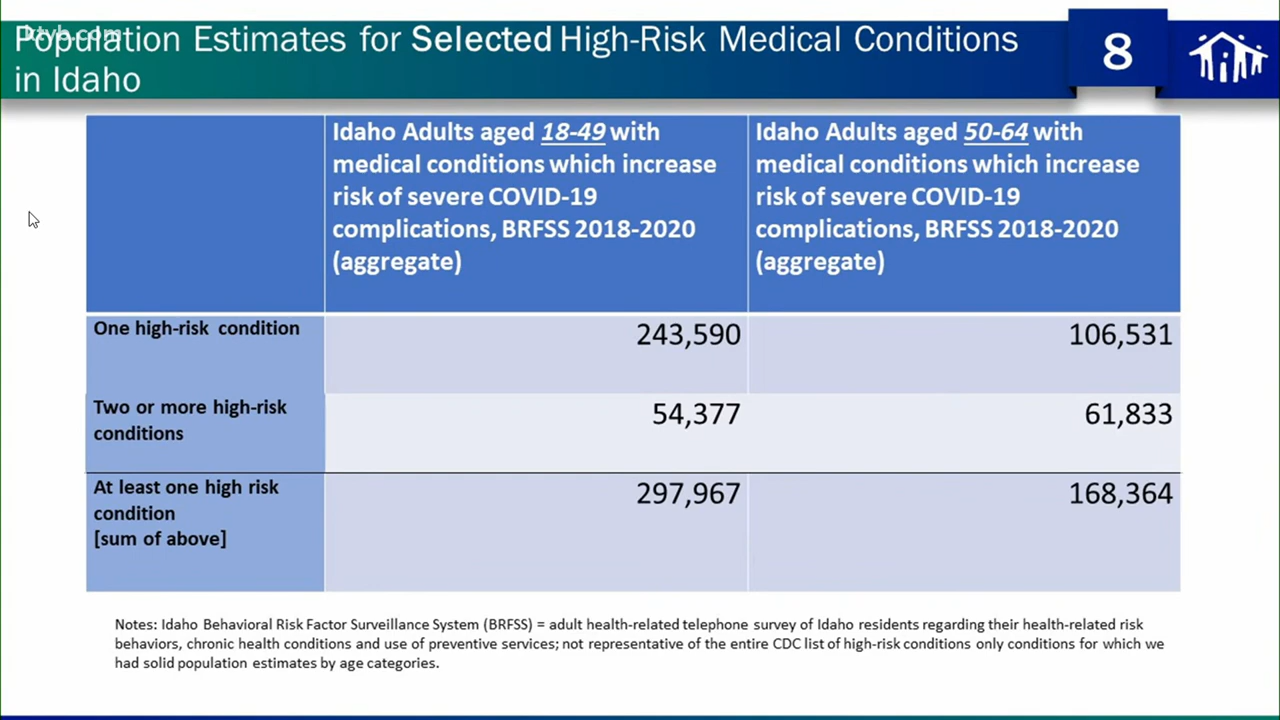 ktvb.com
Population Estimates for Selected High-Risk Medical Conditions
in Idaho
8
Idaho Adults aged 18-49 with
medical conditions which increase
risk of severe COVID-19
complications, BRFSS 2018-2020
(aggregate)
Idaho Adults aged 50-64 with
medical conditions which increase
risk of severe COVID-19
complications, BRFSS 2018-2020
(aggregate)
One high-risk condition
243,590
106,531
Two or more high-risk
conditions
54,377
61,833
At least one high risk
condition
[sum of above]
297,967
168,364
Notes: Idaho Behavioral Risk Factor Surveillance System (BRFSS) = adult health-related telephone survey of Idaho residents regarding their health-related risk
behaviors, chronic health conditions and use of preventive services; not representative of the entire CDC list of high-risk conditions only conditions for which we
had solid population estimates by age categories.